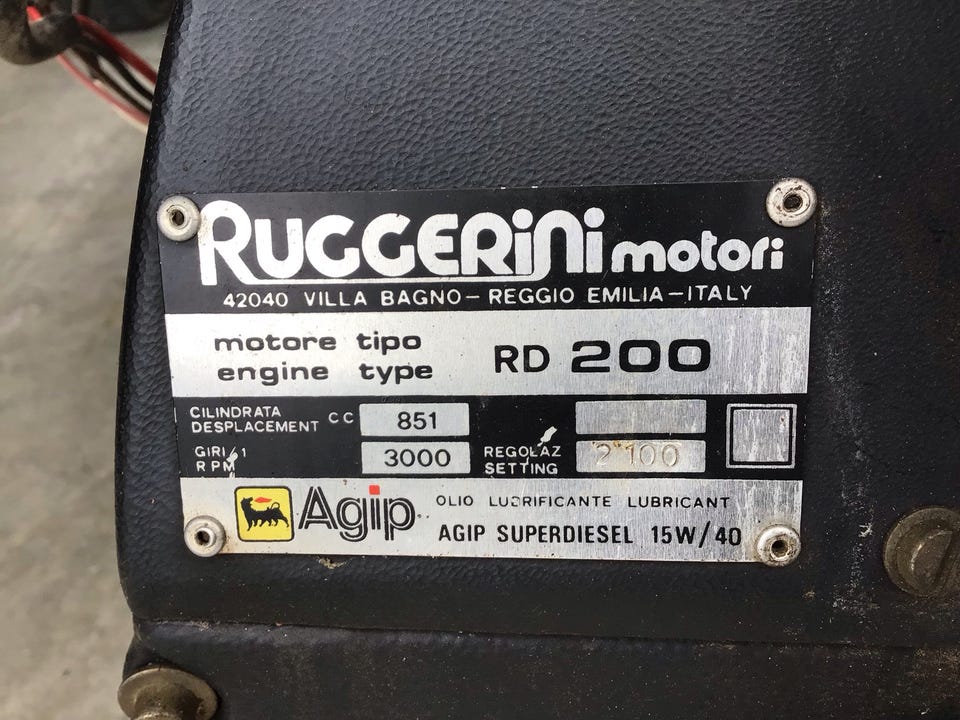 RUGGERiNi motori
42040 VILLA BAGNO – REGGIO EMILIA – ITALY
motore tipo
engine type
RD 200
CILINDRATA
DESPLACEMENT CC 851
GIRI/1
RPM 3000
REGOLAZ
SETTING 2100
Agip
OLIO LUBRIFICANTE LUBRICANT
AGIP SUPERDIESEL 15W/40